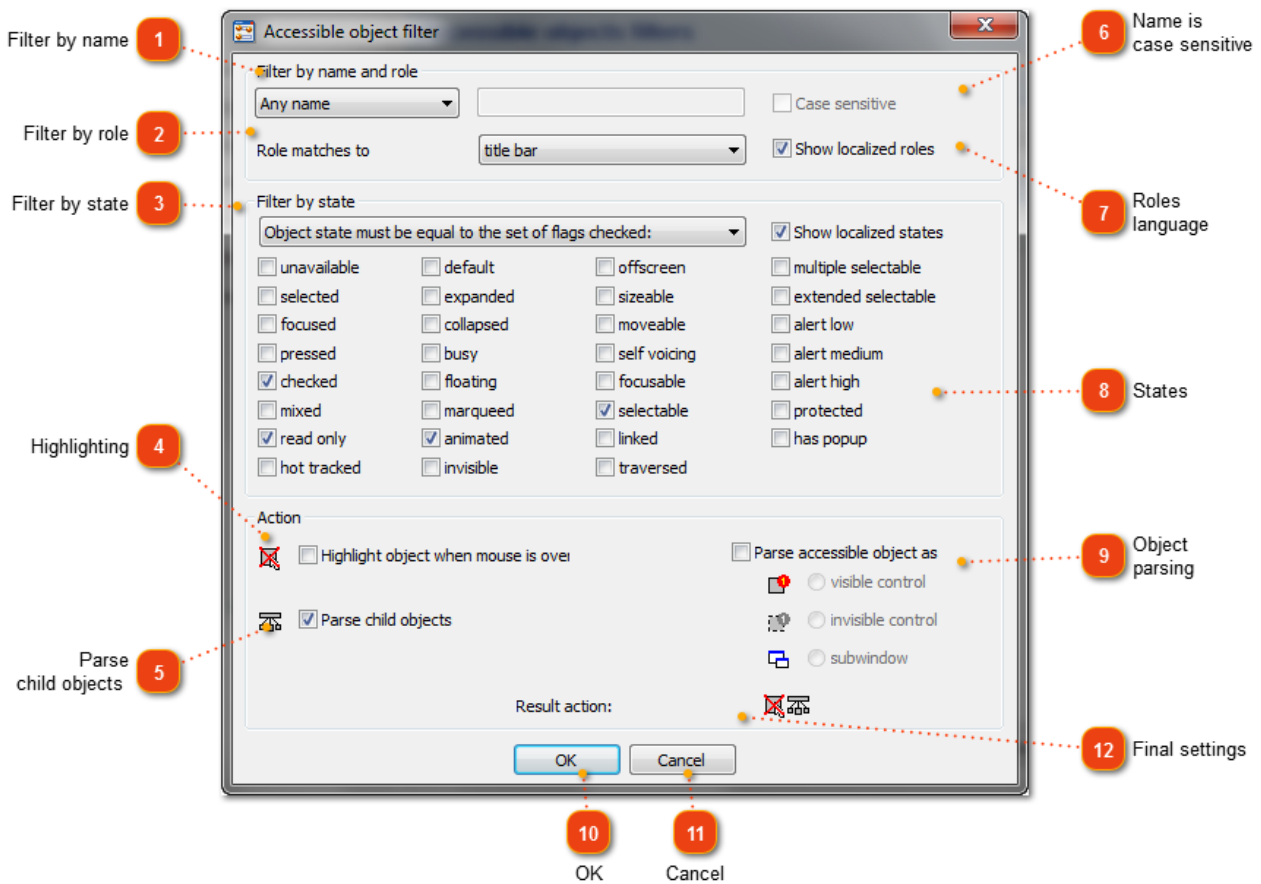 Accessible object filter
Filter by name
1
6
Name is
case sensitive
Filter by name and role
Any name
Case sensitive
Filter by role
2
Role matches to
title bar
Show localized roles
7
Roles
language
Filter by state
3
Filter by state
Object state must be equal to the set of flags checked:
Show localized states
unavailable
default
offscreen
multiple selectable
selected
expanded
sizeable
extended selectable
focused
collapsed
moveable
alert low
pressed
busy
self voicing
alert medium
checked
floating
focusable
alert high
8
States
mixed
marqueed
selectable
protected
Highlighting
4
read only
animated
linked
has popup
hot tracked
invisible
traversed
Action
Highlight object when mouse is over
Parse accessible object as
9
Object
parsing
visible control
Parse child objects
invisible control
Parse
child objects
5
subwindow
Result action:
12
Final settings
OK
Cancel
10
11
OK
Cancel